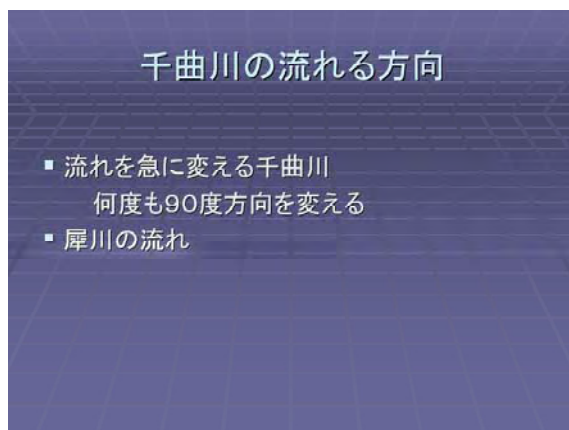 千曲川の流れる方向
流れを急に変える千曲川
何度も90度方向を変える
犀川の流れ